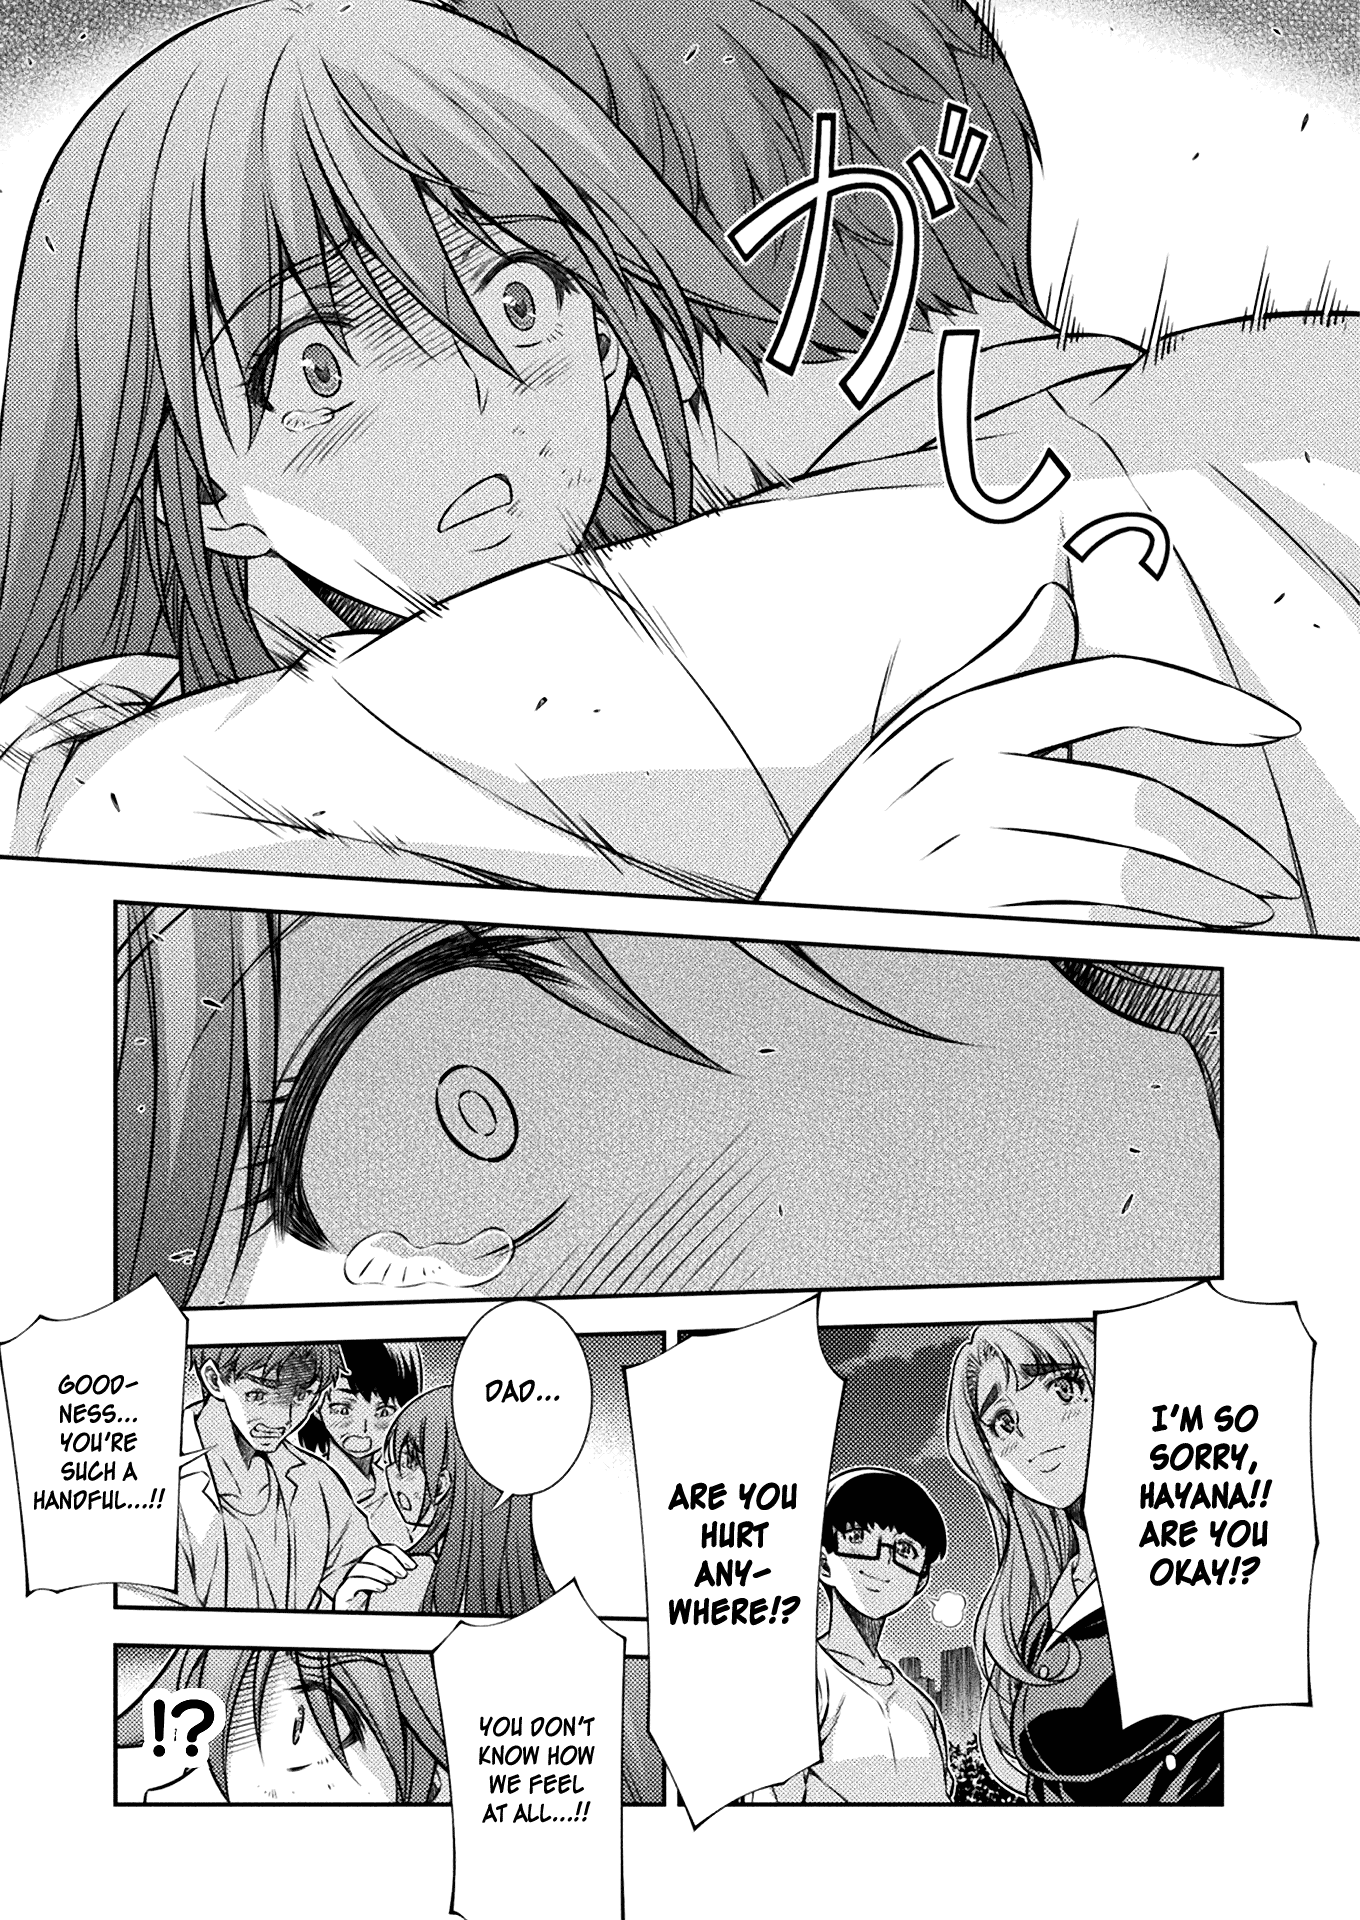 がしっ
I'M SO
SORRY,
HAYANA!!
ARE YOU
OKAY!?
ARE YOU
HURT
ANY-
WHERE!?
DAD...
GOOD-
NESS...
YOU'RE
SUCH A
HANDFUL...!!
YOU DON'T
KNOW HOW
WE FEEL
AT ALL...!!
!?